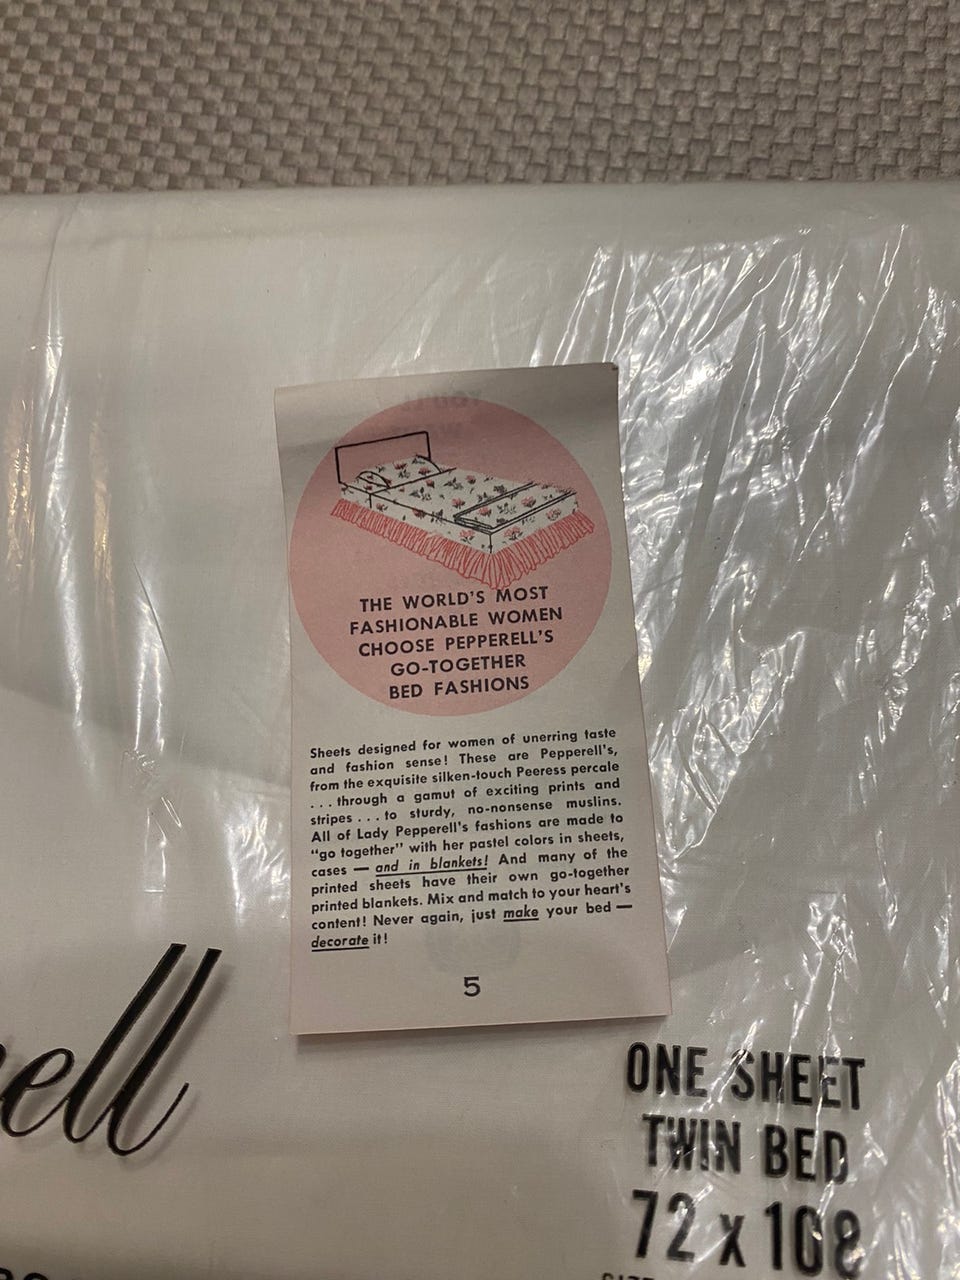 THE WORLD'S MOST
FASHIONABLE WOMEN
CHOOSE PEPPERELL'S
GO-TOGETHER
BED FASHIONS
Sheets designed for women of unerring taste
and fashion sense! These are Pepperell's,
from the exquisite silken-touch Peeress percale
. . . through a gamut of exciting prints and
stripes . . . to sturdy, no-nonsense muslins.
All of Lady Pepperell's fashions are made to
"go together" with her pastel colors in sheets,
cases — and in blankets! And many of the
printed sheets have their own go-together
printed blankets. Mix and match to your heart's
content! Never again, just make your bed —
decorate it!
5
ell
ONE SHEET
TWIN BED
72 x 108